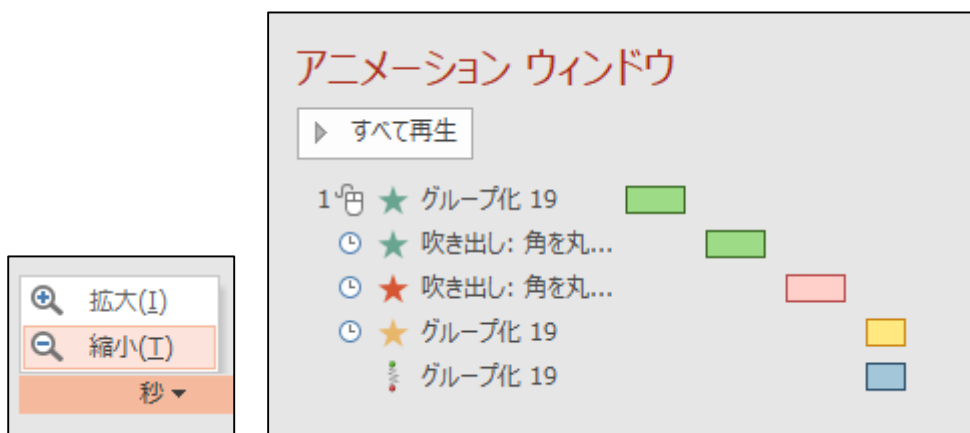 アニメーション ウィンドウ
すべて再生
1 グループ化 19
吹き出し: 角を丸...
吹き出し: 角を丸...
グループ化 19
グループ化 19
拡大(I)
縮小(T)
秒